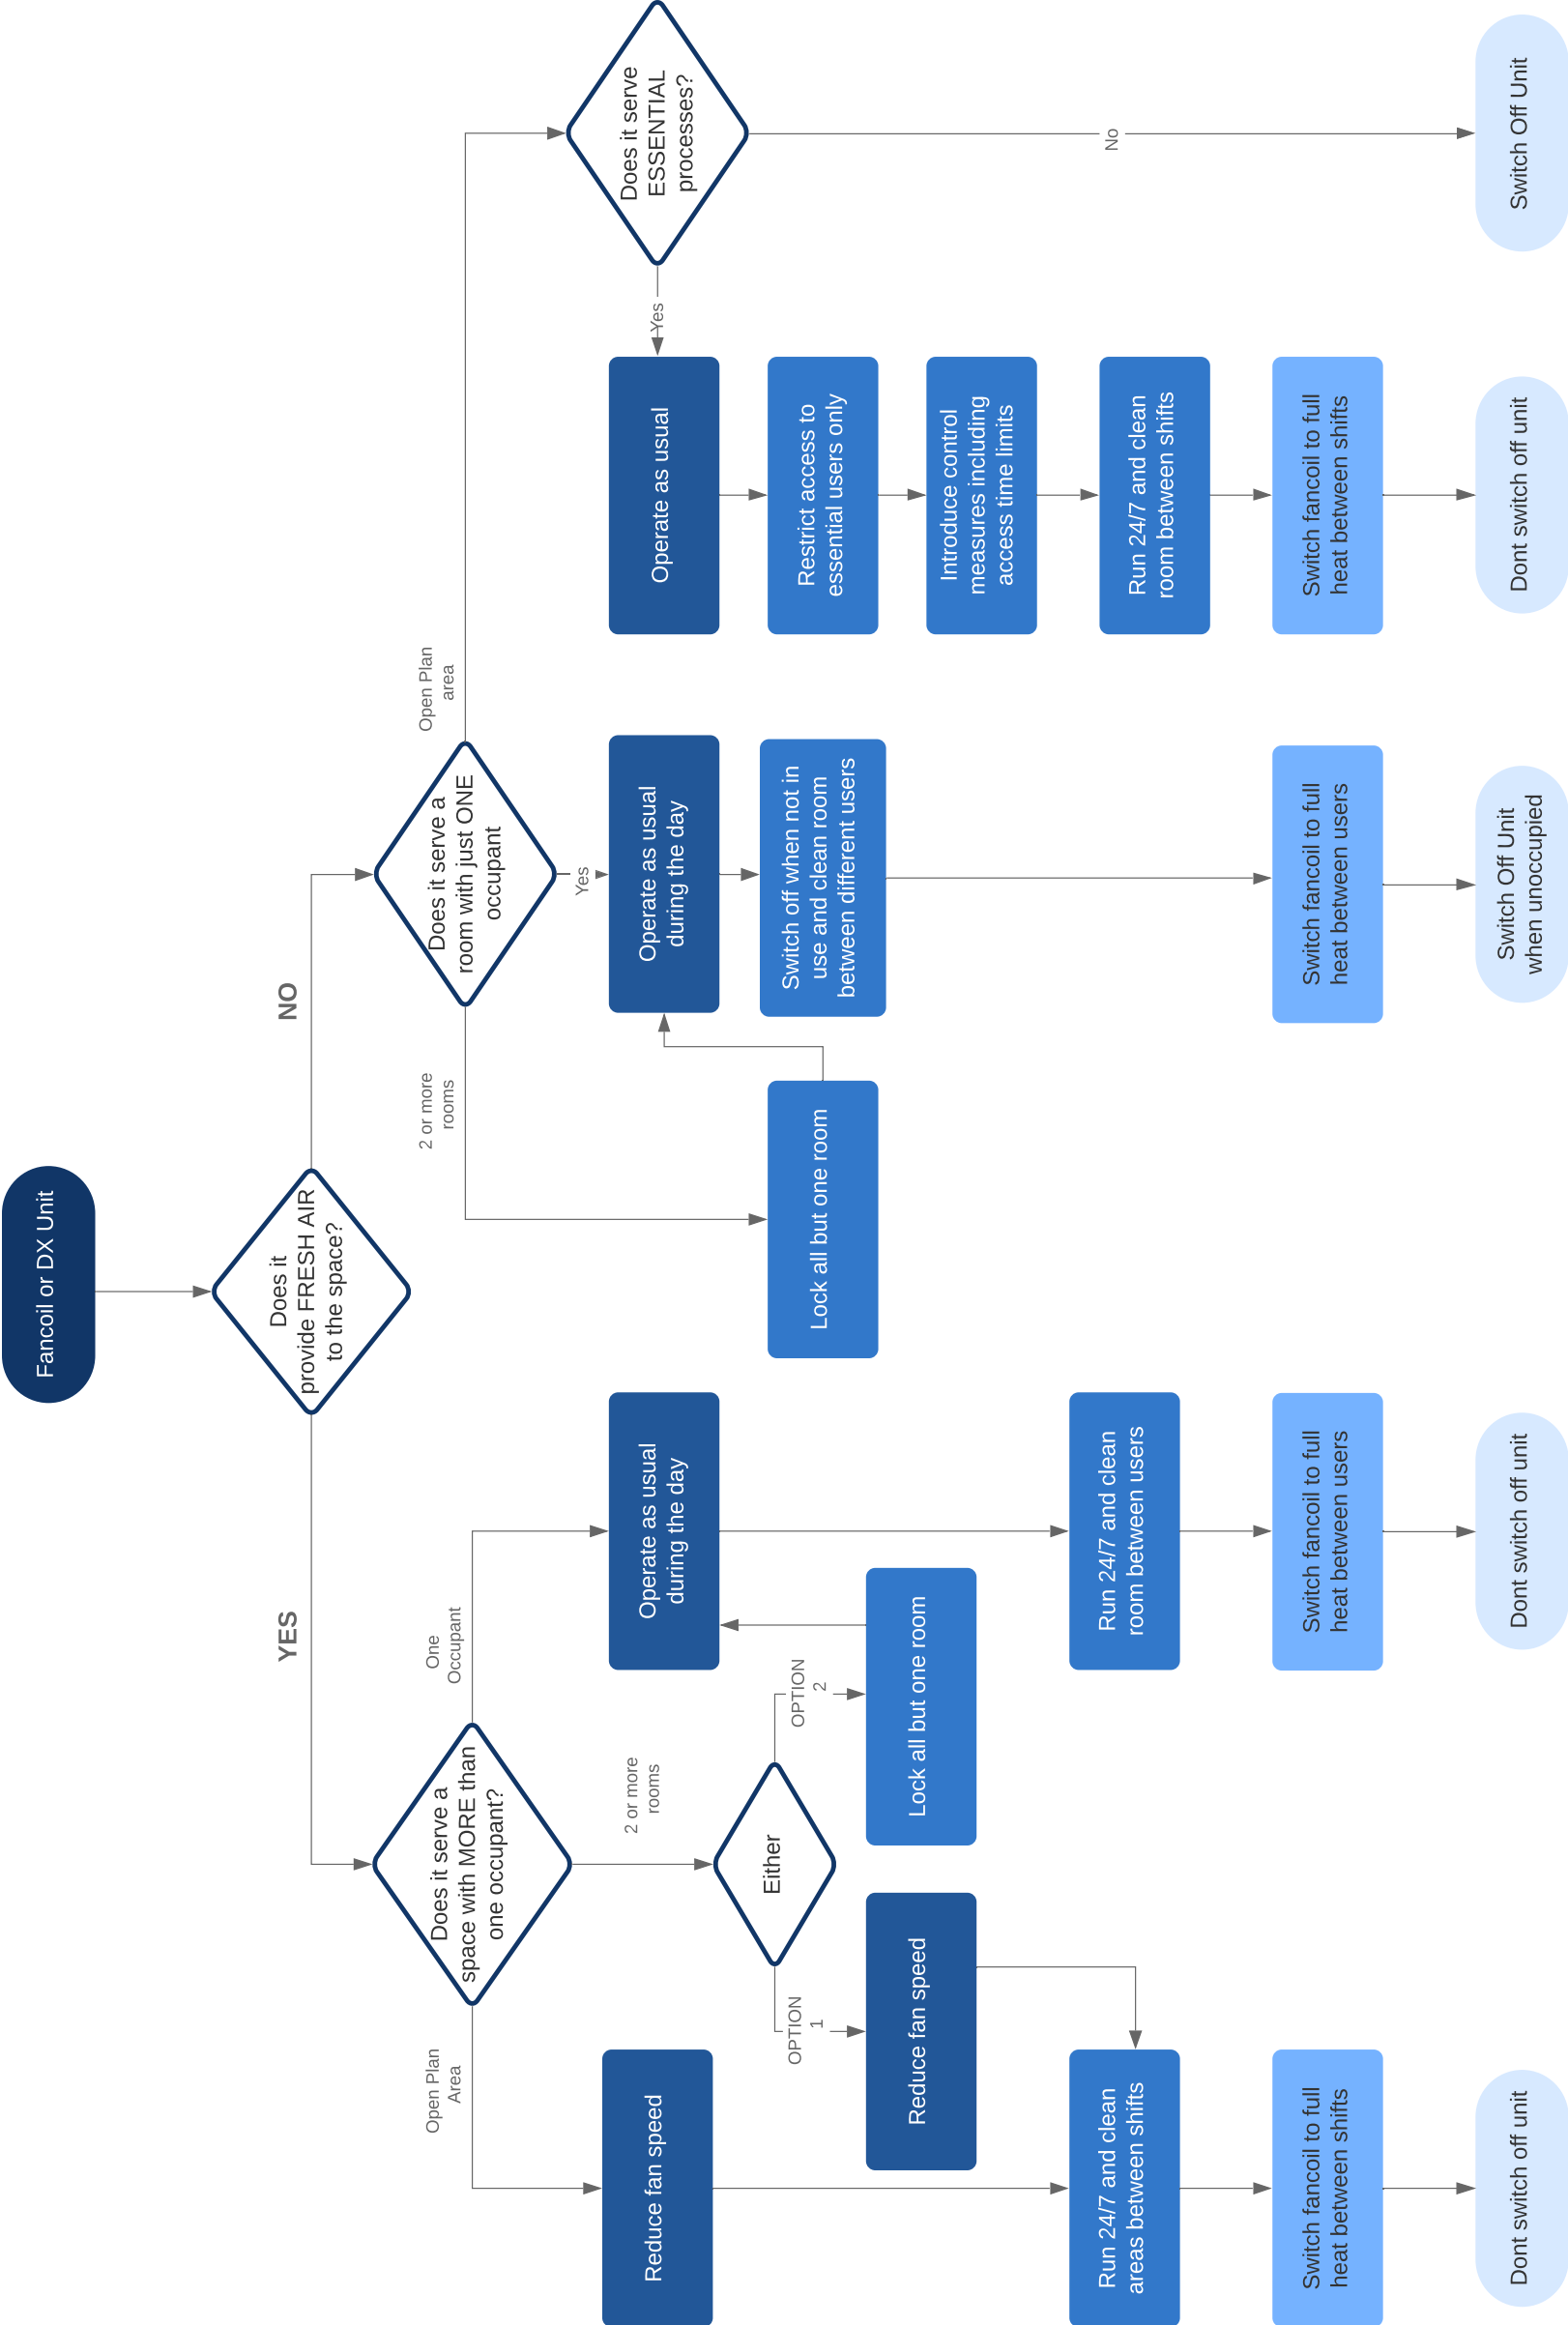 Fancoil or DX Unit
Does it
provide FRESH AIR
to the space?
YES
NO
Does it serve a
space with MORE than
one occupant?
Open Plan
Area
2 or more
rooms
One
Occupant
Reduce fan speed
Either
OPTION
1
OPTION
2
Reduce fan speed
Lock all but one room
Operate as usual
during the day
Run 24/7 and clean
areas between shifts
Run 24/7 and clean
room between users
Switch fancoil to full
heat between shifts
Switch fancoil to full
heat between users
Dont switch off unit
Dont switch off unit
Does it serve a
room with just ONE
occupant
2 or more
rooms
Yes
Open Plan
area
Lock all but one room
Operate as usual
during the day
Switch off when not in
use and clean room
between different users
Switch fancoil to full
heat between users
Switch Off Unit
when unoccupied
Does it serve
ESSENTIAL
processes?
Yes
No
Operate as usual
Restrict access to
essential users only
Introduce control
measures including
access time limits
Run 24/7 and clean
room between shifts
Switch fancoil to full
heat between shifts
Dont switch off unit
Switch Off Unit